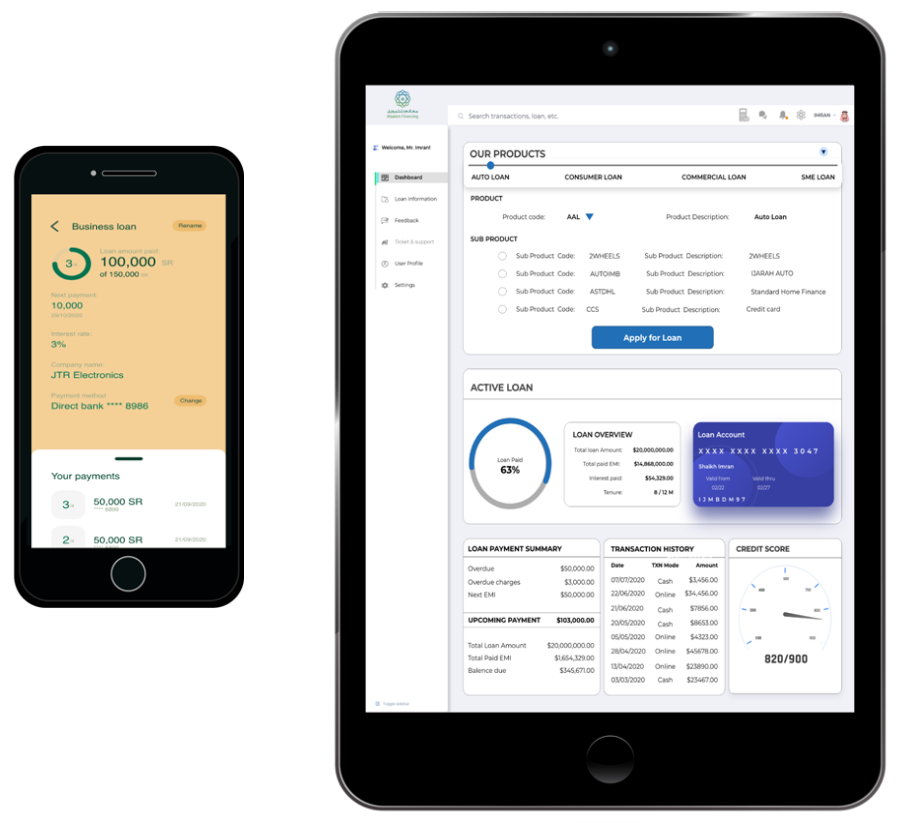 Business loan
Rename
Loan amount paid:
3
100,000 SR
of 150,000 SR
Next payment:
10,000
Interest rate:
3%
Company name:
JTR Electronics
Payment method
Direct bank **** 8986
Change
Your payments
3
50,000 SR
21/09/2020
2
50,000 SR
21/09/2020
Search transactions, loan, etc.
IMRAN
Welcome, Mr. Imran!
Dashboard
Loan Information
Feedback
Ticket & support
User Profile
Settings
Toggle sidebar
OUR PRODUCTS
AUTO LOAN CONSUMER LOAN COMMERCIAL LOAN SME LOAN
PRODUCT
Product code: AAL Product Description: Auto Loan
SUB PRODUCT
Sub Product Code: 2WHEELS Sub Product Description: 2WHEELS
Sub Product Code: AUTOIMB Sub Product Description: IJARAH AUTO
Sub Product Code: ASTDHL Sub Product Description: Standard Home Finance
Sub Product Code: CCS Sub Product Description: Credit card
Apply for Loan
ACTIVE LOAN
Loan Paid
63%
LOAN OVERVIEW
Total loan Amount: $20,000,000.00
Total paid EMI: $14,868,000.00
Interest paid: $54,329.00
Tenure: 8 / 12 M
Loan Account
XXXX XXXX XXXX 3047
Shaikh Imran
Valid from Valid thru
02/22 02/27
IJMBDM97
LOAN PAYMENT SUMMARY
Overdue $50,000.00
Overdue charges $3,000.00
Next EMI $50,000.00
UPCOMING PAYMENT $103,000.00
Total Loan Amount $20,000,000.00
Total Paid EMI $1,654,329.00
Balence due $345,671.00
TRANSACTION HISTORY
Date TXN Mode Amount
07/07/2020 Cash $3,456.00
22/06/2020 Online $34,456.00
21/06/2020 Cash $7856.00
20/05/2020 Cash $8653.00
05/05/2020 Online $4323.00
28/04/2020 Online $45678.00
13/04/2020 Online $23890.00
03/03/2020 Cash $23467.00
CREDIT SCORE
820/900